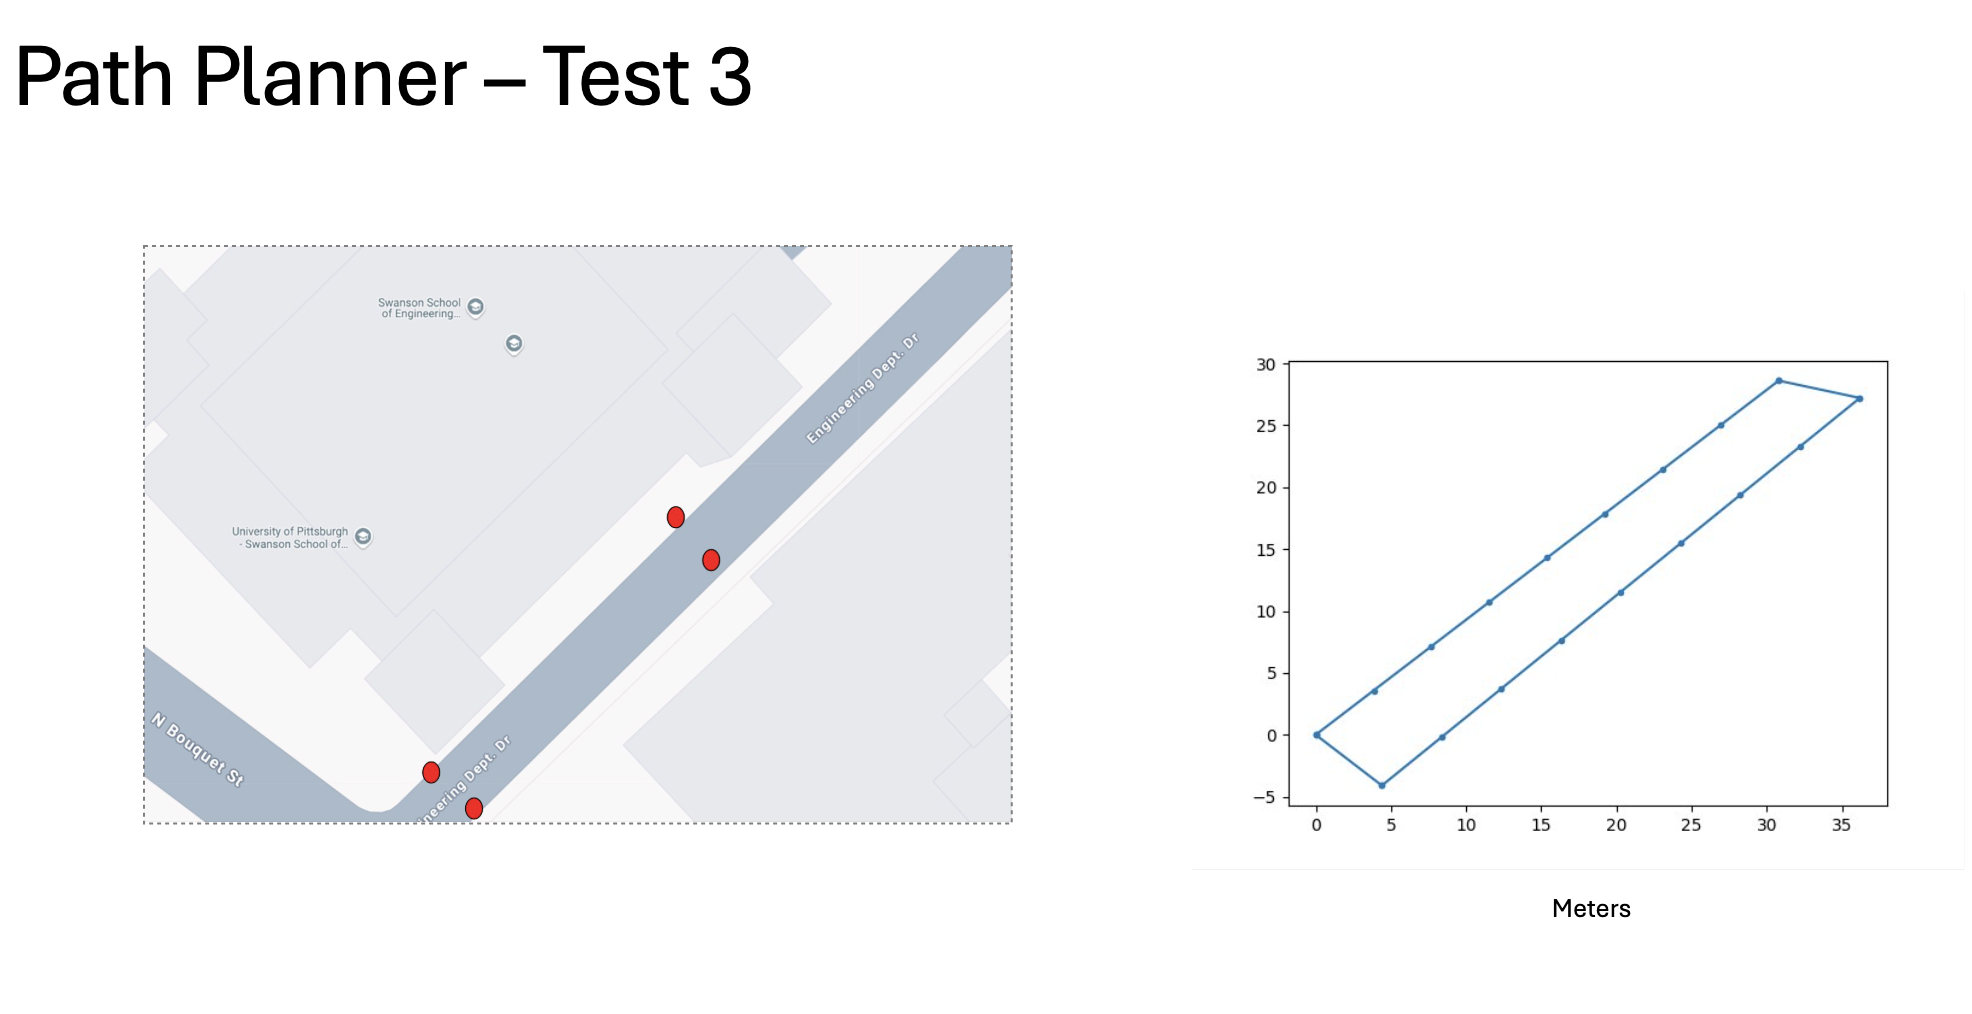 Path Planner – Test 3
Swanson School
of Engineering...
Engineering Dept. Dr
University of Pittsburgh
- Swanson School of...
N Bouquet St
neering Dept. Dr
30
25
20
15
10
5
0
−5
0 5 10 15 20 25 30 35
Meters